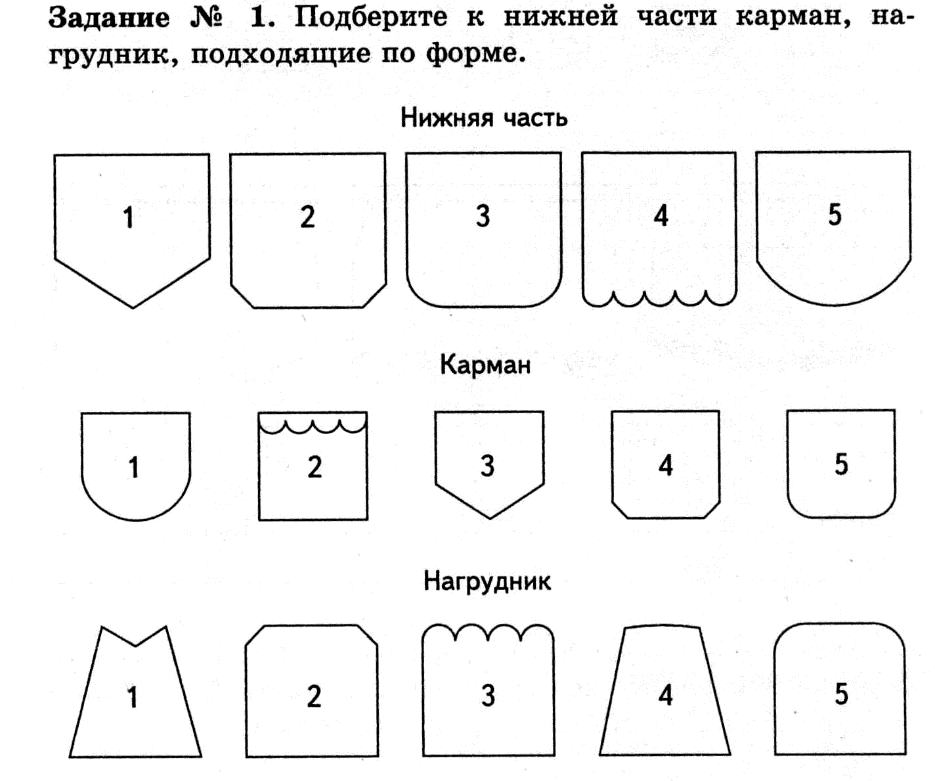 Задание № 1. Подберите к нижней части карман, на-
грудник, подходящие по форме.
Нижняя часть
1 2 3 4 5
Карман
1 2 3 4 5
Нагрудник
1 2 3 4 5